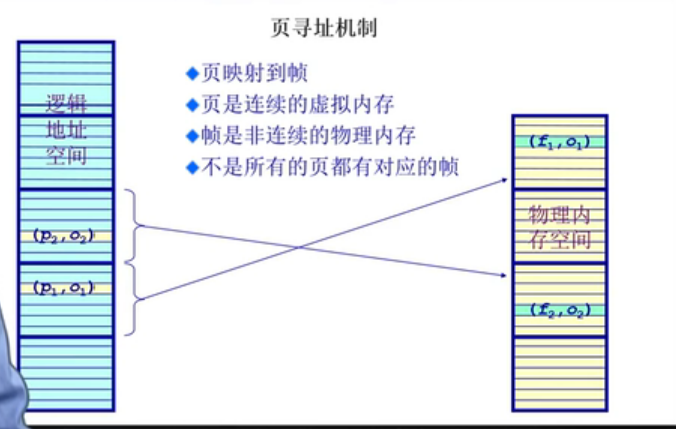 页寻址机制
◆页映射到帧
◆页是连续的虚拟内存
◆帧是非连续的物理内存
◆不是所有的页都有对应的帧
逻辑
地址
空间
(p₂,o₂)
(p₁,o₁)
(f₁,o₁)
物理内
存空间
(f₂,o₂)